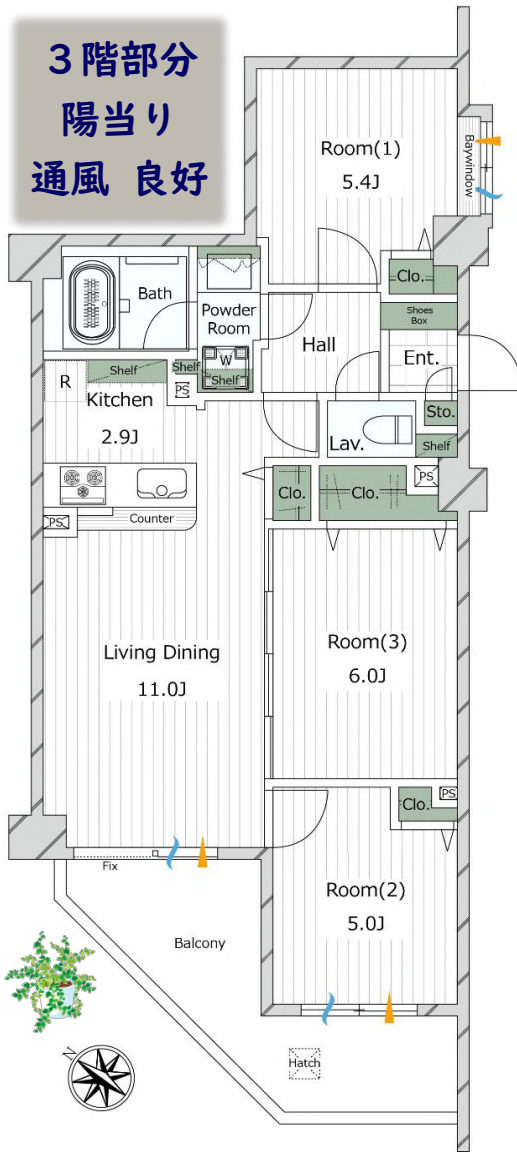 3階部分
陽当り
通風 良好
Room(1)
5.4J
Baywindow
Clo.
Bath
Powder
Room
Hall
Shoes
Box
Ent.
W
Shelf
Shelf
Shelf
R
PS
Kitchen
2.9J
Sto.
Lav.
Shelf
PS
Clo.
Clo.
Counter
PS
Living Dining
11.0J
Room(3)
6.0J
Clo.
PS
Fix
Room(2)
5.0J
Balcony
Hatch
N